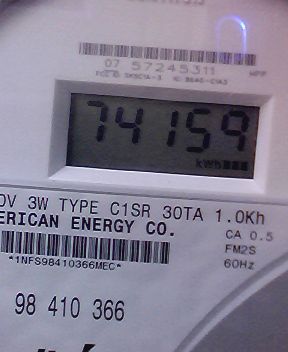 07 57245311
74159
kWh
0V 3W TYPE C1SR 30TA 1.0Kh
ERICAN ENERGY CO.
CA 0.5
FM2S
*1NFS98410366MEC*
60Hz
98 410 366